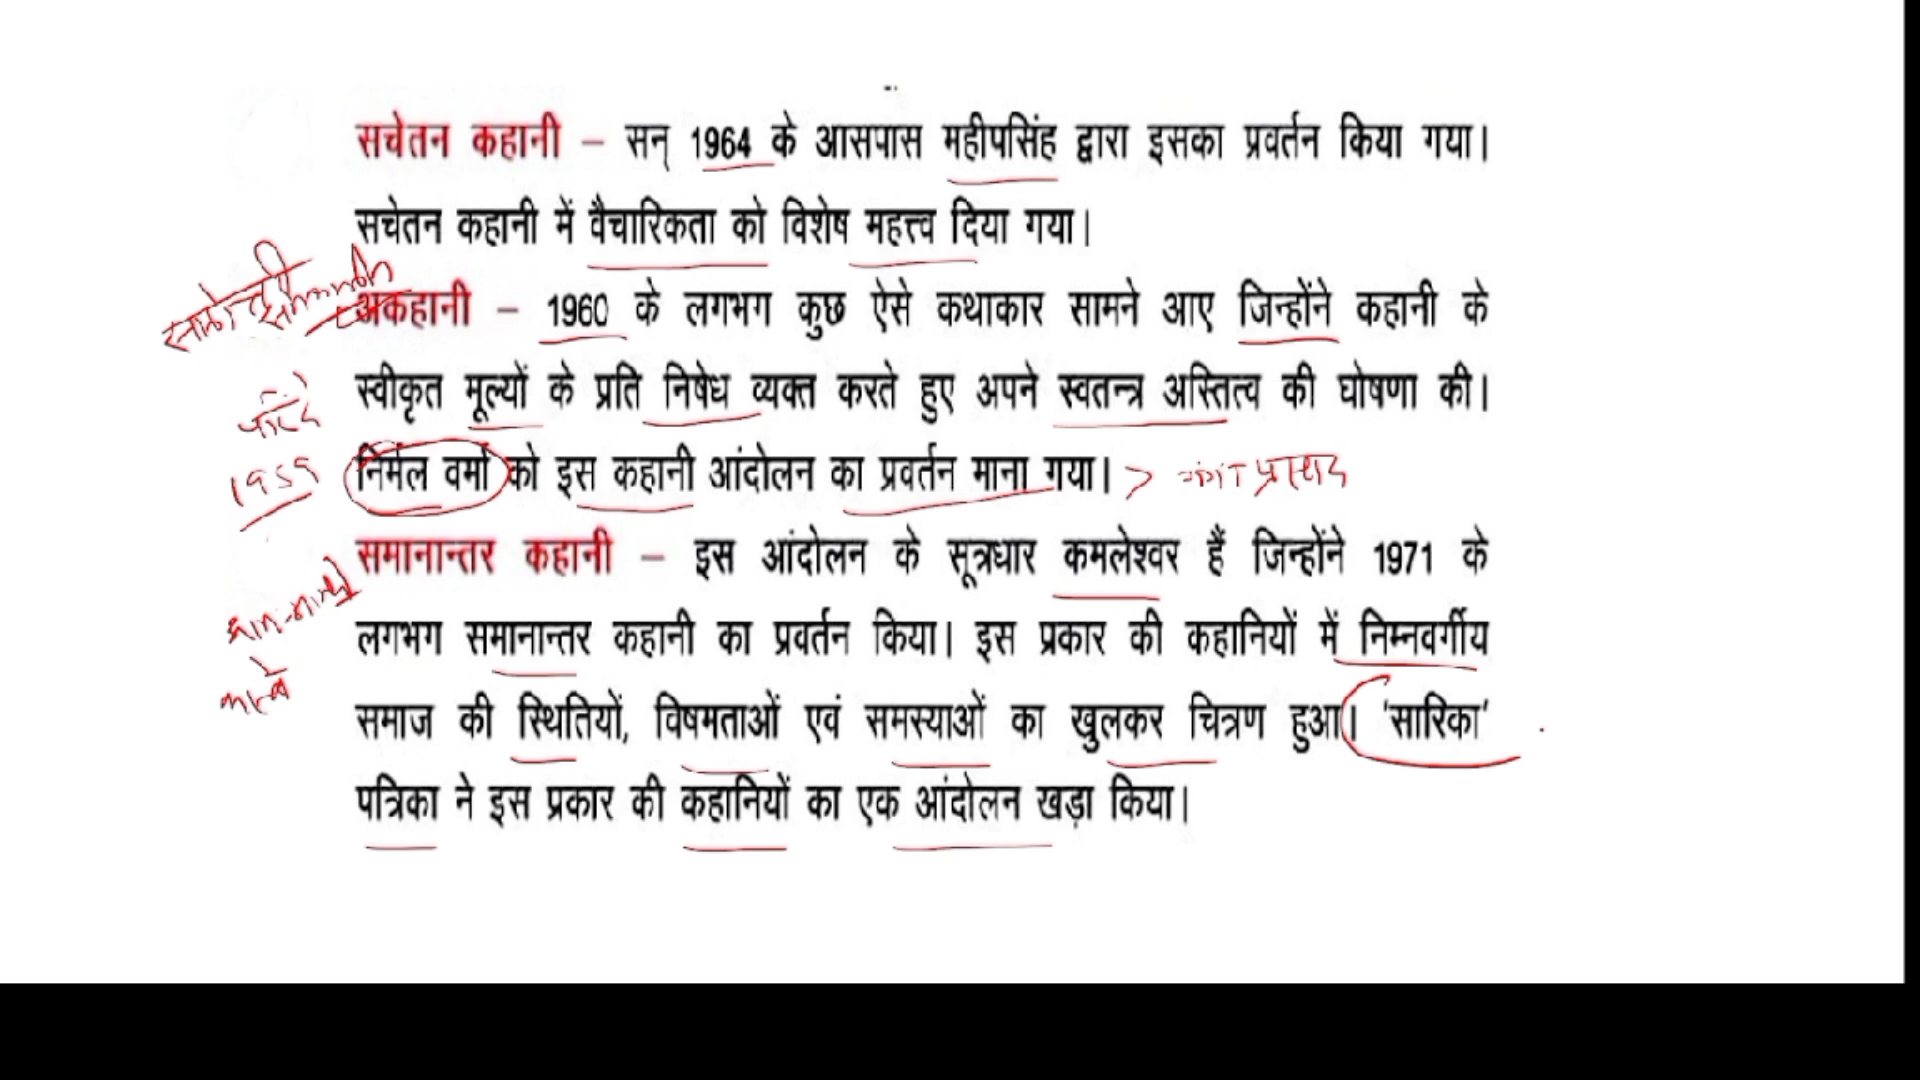 सचेतन कहानी – सन् 1964 के आसपास महीपसिंह द्वारा इसका प्रवर्तन किया गया।
सचेतन कहानी में वैचारिकता को विशेष महत्त्व दिया गया।
अकहानी – 1960 के लगभग कुछ ऐसे कथाकार सामने आए जिन्होंने कहानी के
स्वीकृत मूल्यों के प्रति निषेध व्यक्त करते हुए अपने स्वतन्त्र अस्तित्व की घोषणा की।
1959
निर्मल वर्मा को इस कहानी आंदोलन का प्रवर्तन माना गया। >
समानान्तर कहानी – इस आंदोलन के सूत्रधार कमलेश्वर हैं जिन्होंने 1971 के
लगभग समानान्तर कहानी का प्रवर्तन किया। इस प्रकार की कहानियों में निम्नवर्गीय
समाज की स्थितियों, विषमताओं एवं समस्याओं का खुलकर चित्रण हुआ। 'सारिका'
पत्रिका ने इस प्रकार की कहानियों का एक आंदोलन खड़ा किया।